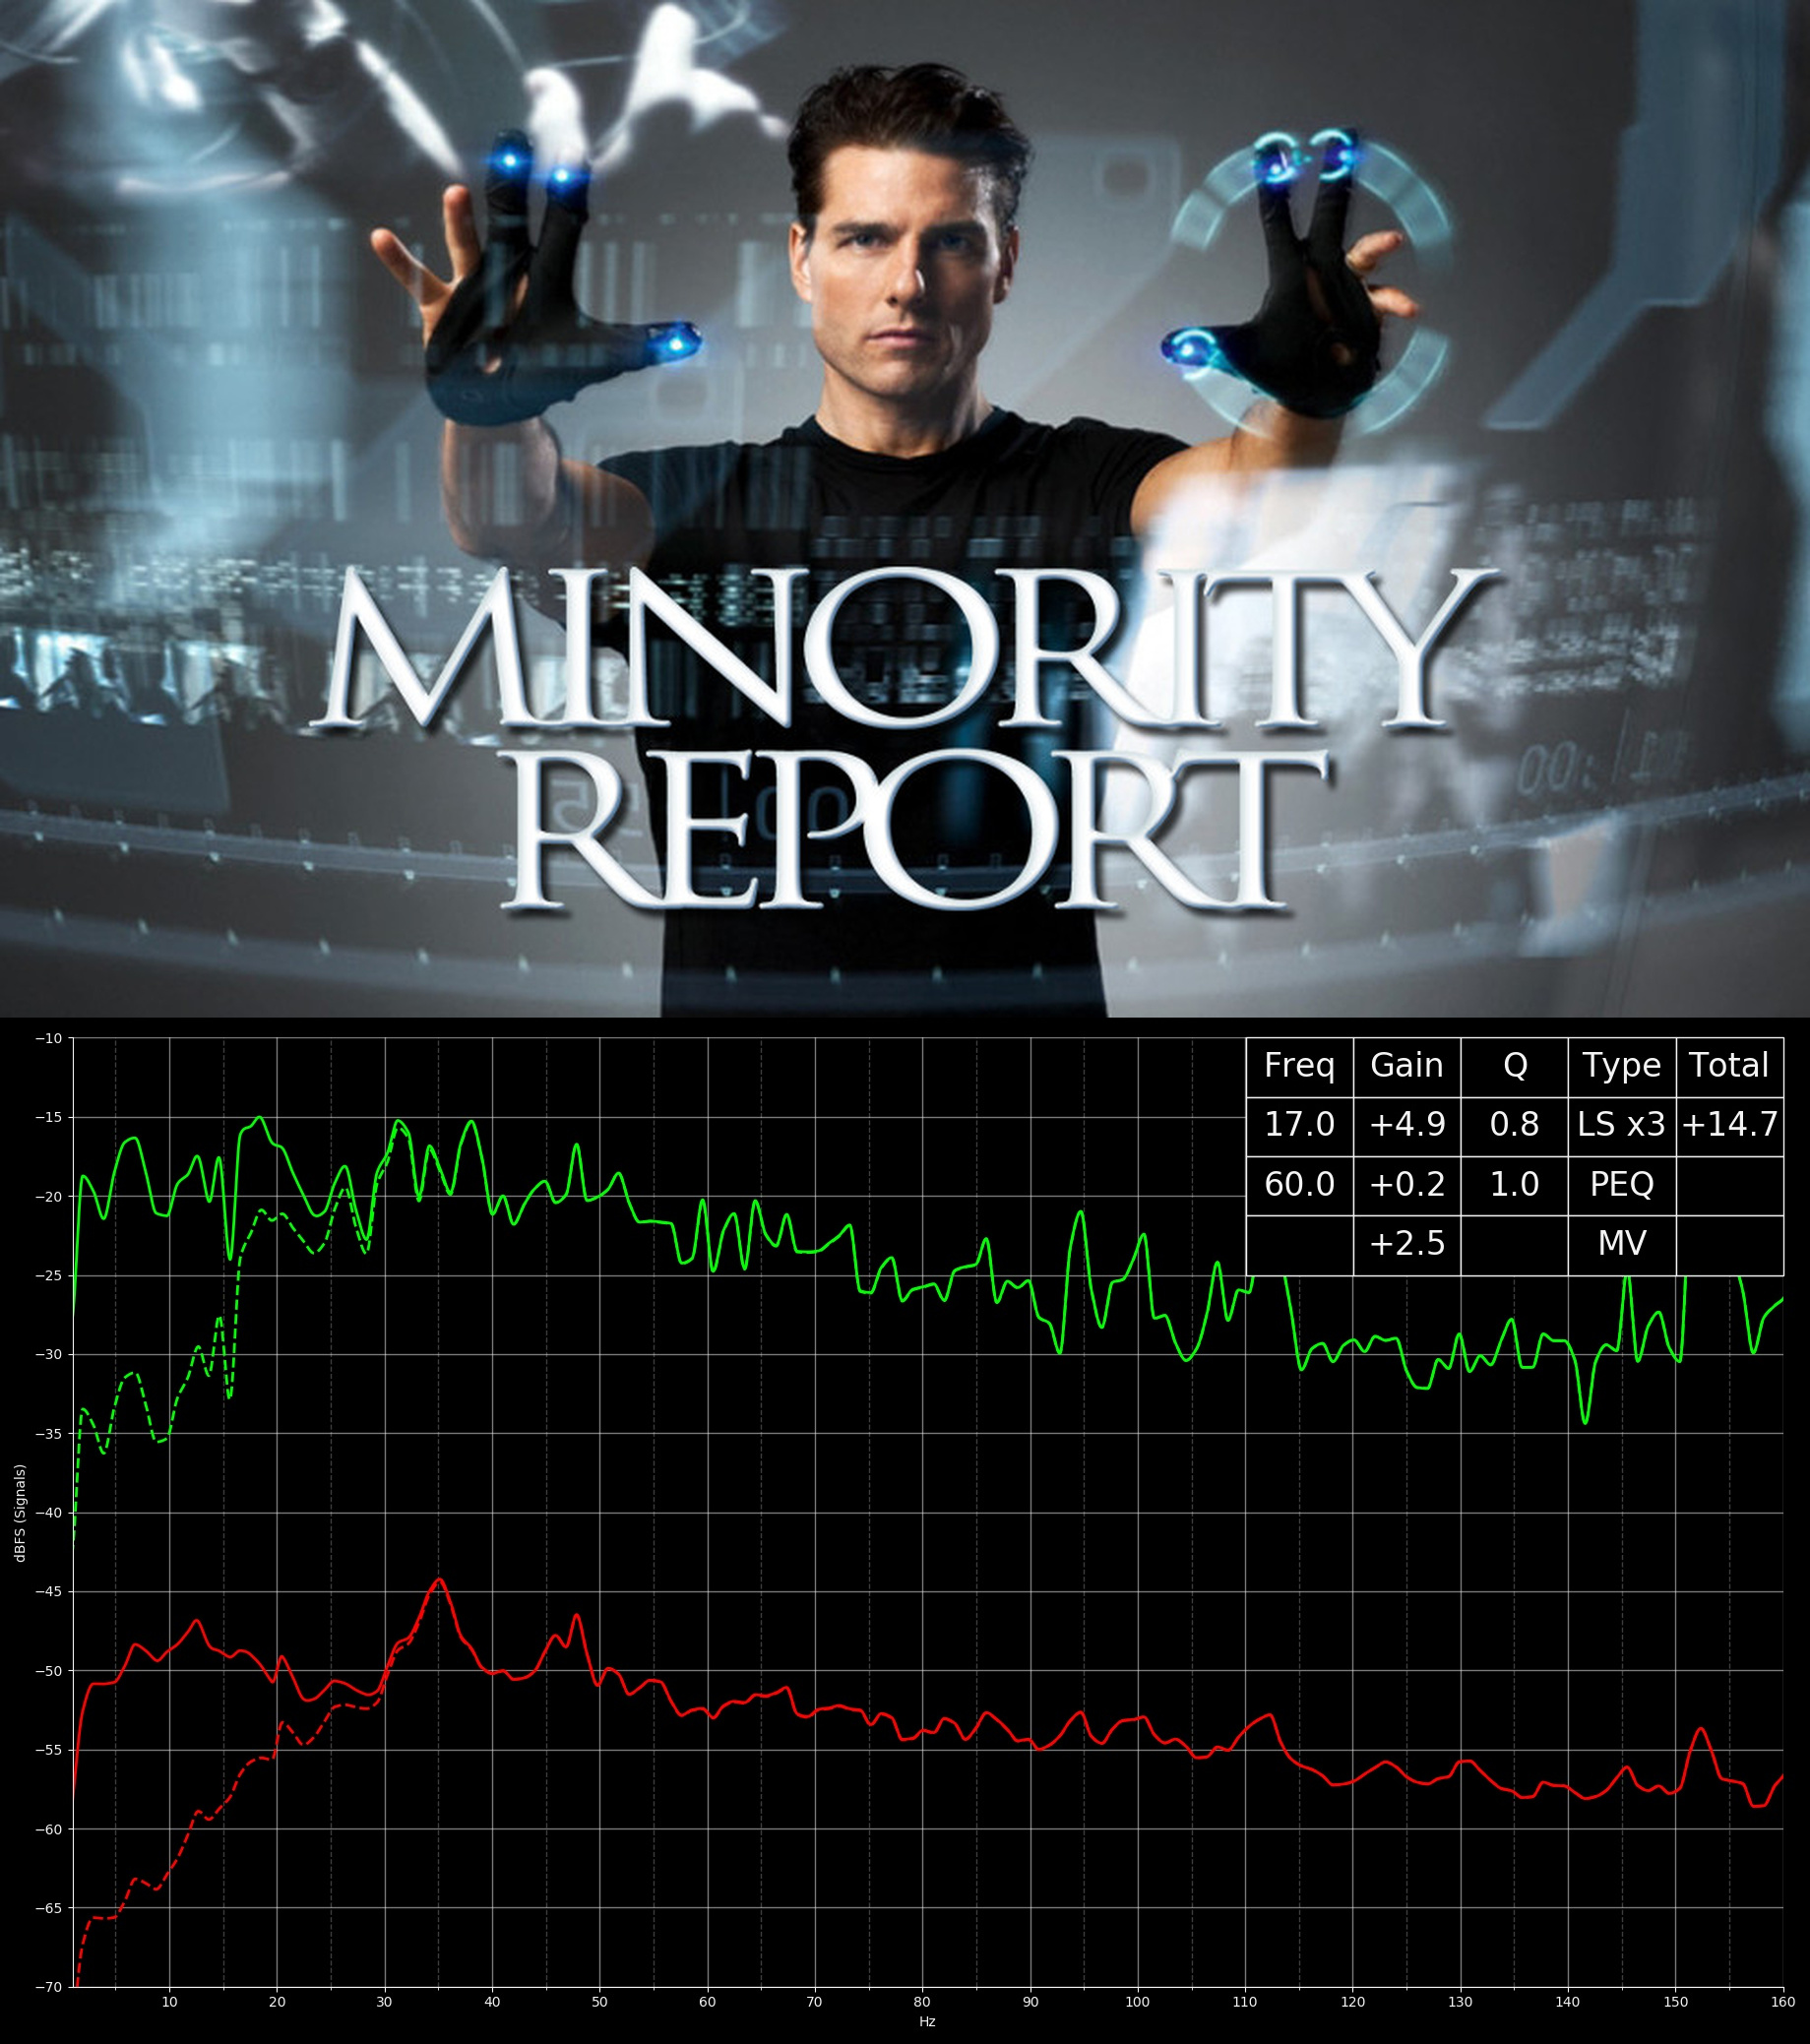 MINORITY
REPORT
Freq Gain Q Type Total
17.0 +4.9 0.8 LS x3 +14.7
60.0 +0.2 1.0 PEQ
+2.5 MV
dBFS (Signals)
−10
−15
−20
−25
−30
−35
−40
−45
−50
−55
−60
−65
−70
10 20 30 40 50 60 70 80 90 100 110 120 130 140 150 160
Hz